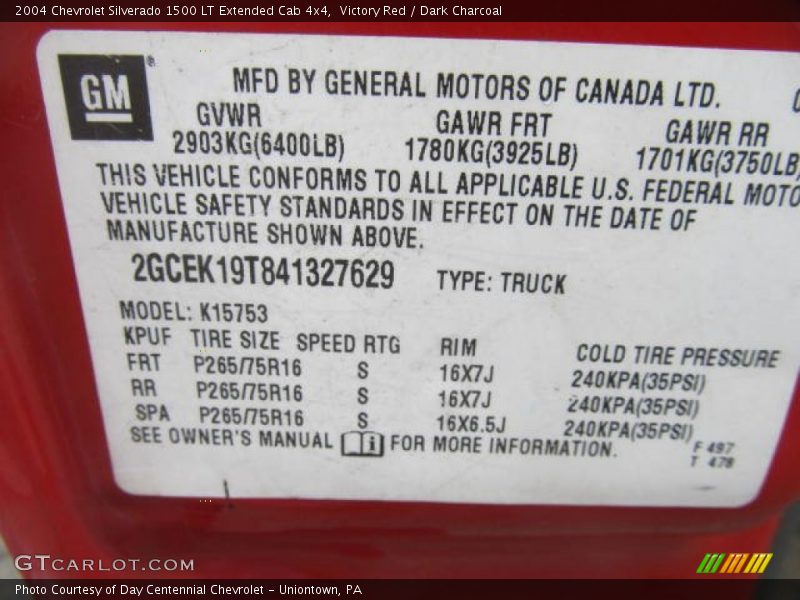 2004 Chevrolet Silverado 1500 LT Extended Cab 4x4, Victory Red / Dark Charcoal
GM
MFD BY GENERAL MOTORS OF CANADA LTD.
GVWR GAWR FRT GAWR RR
2903KG(6400LB) 1780KG(3925LB) 1701KG(3750LB)
THIS VEHICLE CONFORMS TO ALL APPLICABLE U.S. FEDERAL MOTO
VEHICLE SAFETY STANDARDS IN EFFECT ON THE DATE OF
MANUFACTURE SHOWN ABOVE.
2GCEK19T841327629 TYPE: TRUCK
MODEL: K15753
KPUF TIRE SIZE SPEED RTG RIM COLD TIRE PRESSURE
FRT P265/75R16 S 16X7J 240KPA(35PSI)
RR P265/75R16 S 16X7J 240KPA(35PSI)
SPA P265/75R16 S 16X6.5J 240KPA(35PSI)
SEE OWNER'S MANUAL i FOR MORE INFORMATION.
F 497
T 478
GTCARLOT.COM
Photo Courtesy of Day Centennial Chevrolet - Uniontown, PA